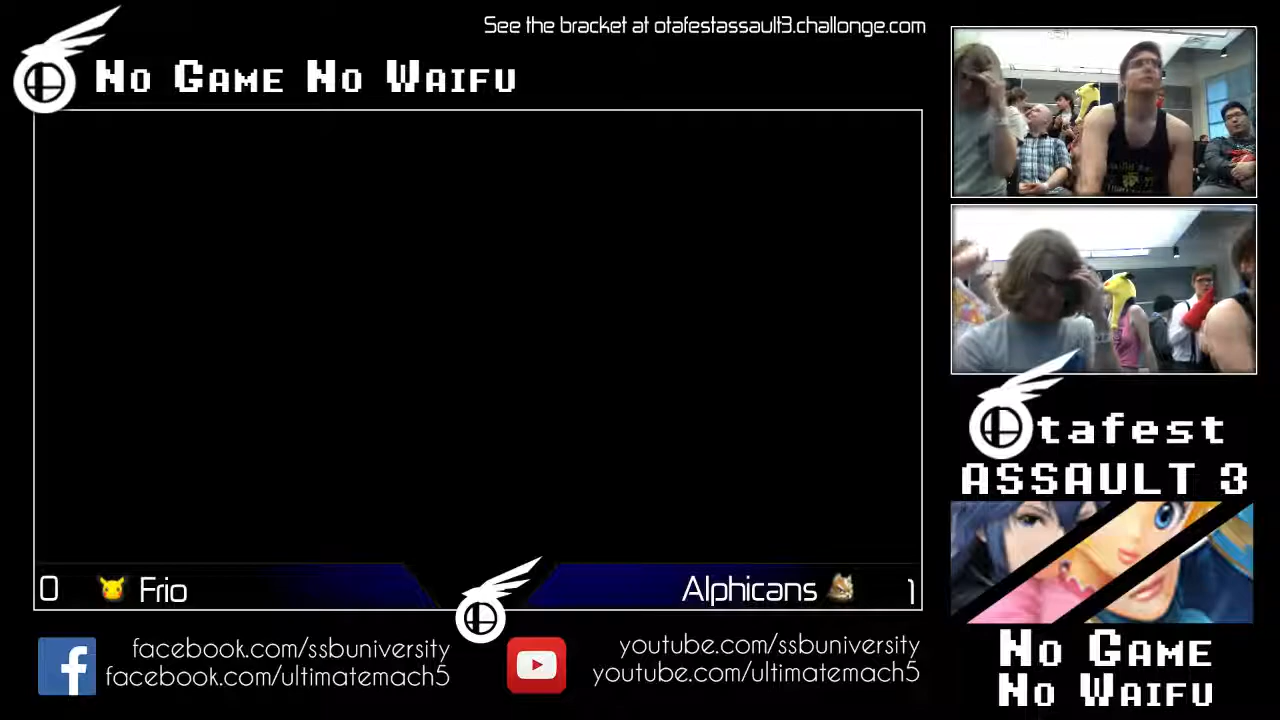 See the bracket at otafestassault3.challonge.com
No Game No Waifu
Otafest
ASSAULT 3
0 Frio
Alphicans 1
facebook.com/ssbuniversity
facebook.com/ultimatemach5
youtube.com/ssbuniversity
youtube.com/ultimatemach5
No Game
No Waifu